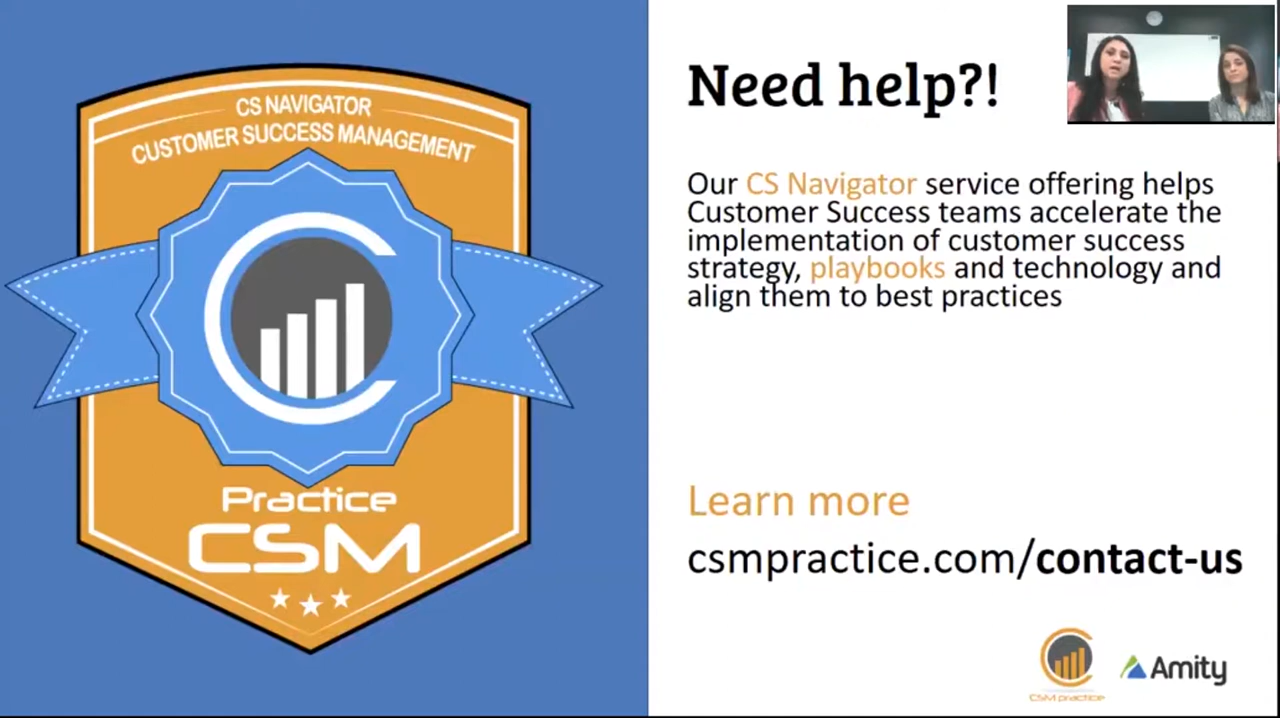 CS NAVIGATOR
CUSTOMER SUCCESS MANAGEMENT
Practice
CSM
Need help?!
Our CS Navigator service offering helps
Customer Success teams accelerate the
implementation of customer success
strategy, playbooks and technology and
align them to best practices
Learn more
csmpractice.com/contact-us
CSM practice
Amity